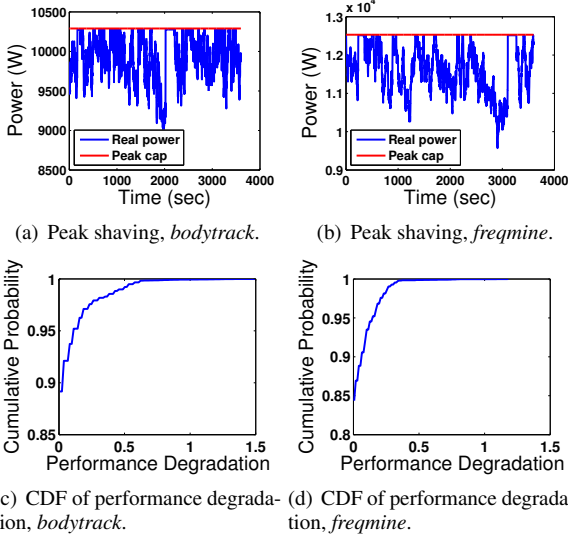 x 10⁴
10500
10000
9500
9000
8500
Power (W)
Real power
Peak cap
0 1000 2000 3000 4000
Time (sec)
1.3
1.2
1.1
1
0.9
Power (W)
Real power
Peak cap
0 1000 2000 3000 4000
Time (sec)
(a) Peak shaving, bodytrack.
(b) Peak shaving, freqmine.
1
0.95
0.9
0.85
Cumulative Probability
0 0.5 1 1.5
Performance Degradation
1
0.95
0.9
0.85
0.8
Cumulative Probability
0 0.5 1 1.5
Performance Degradation
c) CDF of performance degrada-
ion, bodytrack.
(d) CDF of performance degrada
tion, freqmine.